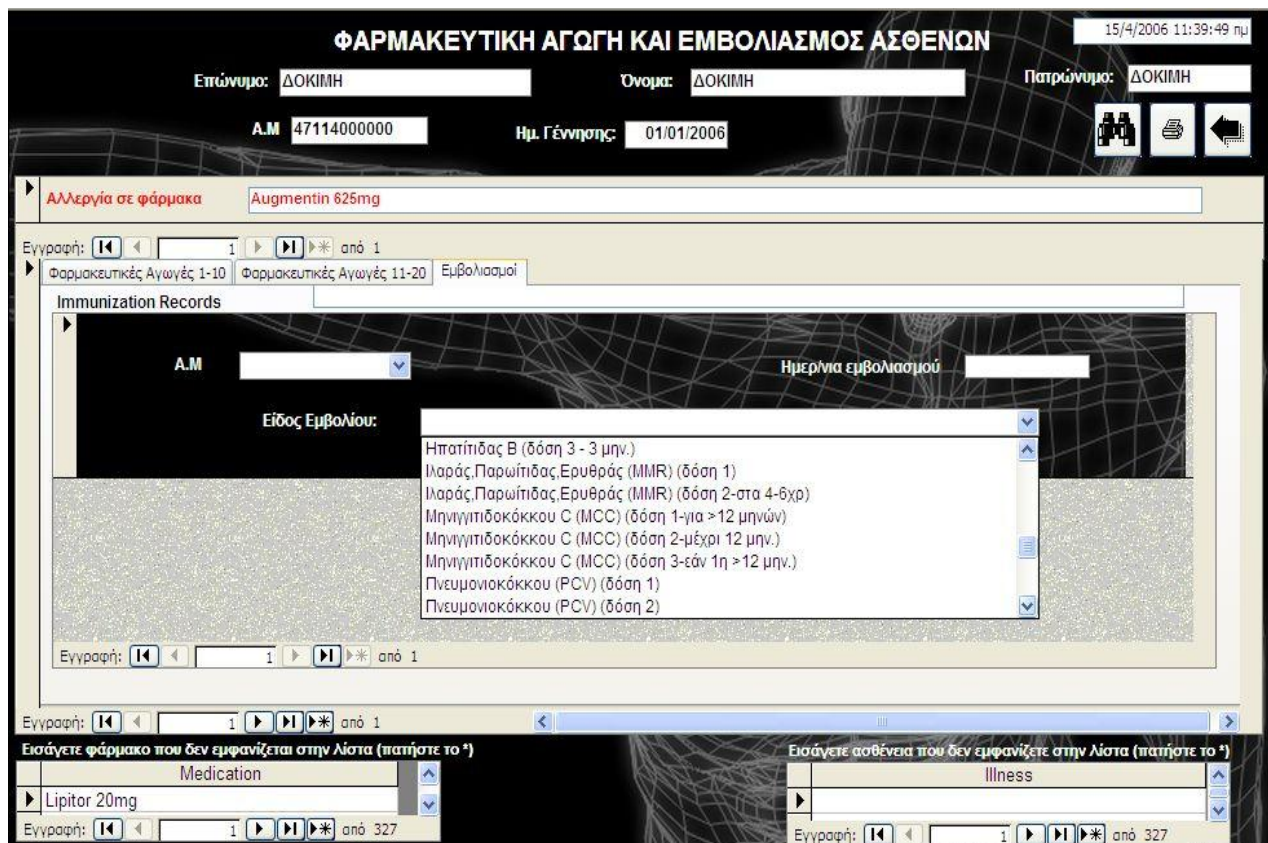 ΦΑΡΜΑΚΕΥΤΙΚΗ ΑΓΩΓΗ ΚΑΙ ΕΜΒΟΛΙΑΣΜΟΣ ΑΣΘΕΝΩΝ
15/4/2006 11:39:49 πμ
Επώνυμο: ΔΟΚΙΜΗ Όνομα: ΔΟΚΙΜΗ Πατρώνυμο: ΔΟΚΙΜΗ
Α.Μ 47114000000 Ημ. Γέννησης: 01/01/2006
Αλλεργία σε φάρμακα Augmentin 625mg
Εγγραφή: 1 από 1
Φαρμακευτικές Αγωγές 1-10 Φαρμακευτικές Αγωγές 11-20 Εμβολιασμοί
Immunization Records
Α.Μ Ημερ/νια εμβολιασμού
Είδος Εμβολίου:
Ηπατίτιδας Β (δόση 3 - 3 μην.)
Ιλαράς,Παρωίτιδας,Ερυθράς (MMR) (δόση 1)
Ιλαράς,Παρωίτιδας,Ερυθράς (MMR) (δόση 2-στα 4-6χρ)
Μηνιγγιτιδοκόκκου C (MCC) (δόση 1-για >12 μηνών)
Μηνιγγιτιδοκόκκου C (MCC) (δόση 2-μέχρι 12 μην.)
Μηνιγγιτιδοκόκκου C (MCC) (δόση 3-εάν 1η >12 μην.)
Πνευμονιοκόκκου (PCV) (δόση 1)
Πνευμονιοκόκκου (PCV) (δόση 2)
Εγγραφή: 1 από 1
Εγγραφή: 1 από 1
Εισάγετε φάρμακο που δεν εμφανίζεται στην λίστα (πατήστε το *)
Medication
Lipitor 20mg
Εγγραφή: 1 από 327
Εισάγετε ασθένεια που δεν εμφανίζετε στην λίστα (πατήστε το *)
Illness
Εγγραφή: 1 από 327